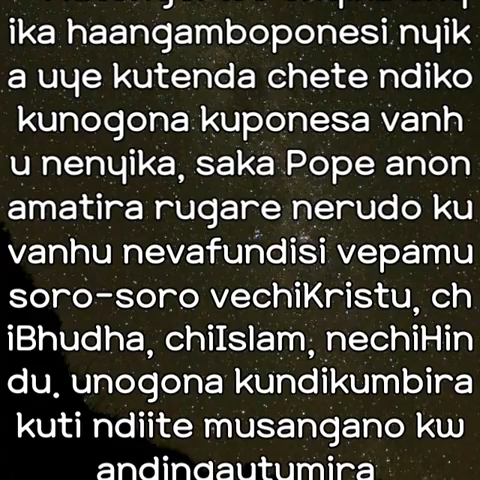 ika haangamboponesi nyik
a uye kutenda chete ndiko
kunogona kuponesa vanh
u nenyika, saka Pope anon
amatira rugare nerudo ku
vanhu nevafundisi vepamu
soro-soro vechiKristu, ch
iBhudha, chiIslam, nechiHin
du. unogona kundikumbira
kuti ndiite musangano kw
andingautumira